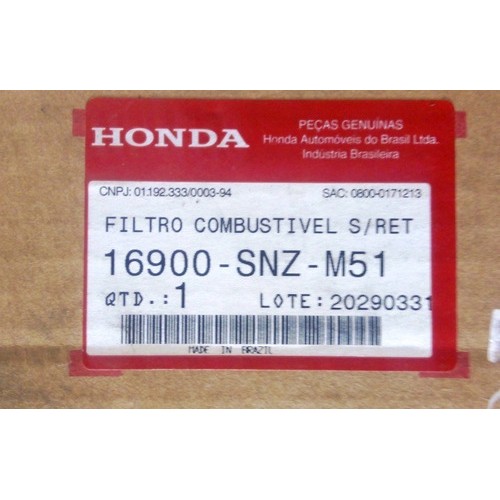 HONDA
PEÇAS GENUÍNAS
Honda Automóveis do Brasil Ltda.
Indústria Brasileira
CNPJ: 01.192.333/0003-94
SAC: 0800-0171213
FILTRO COMBUSTIVEL S/RET
16900-SNZ-M51
QTD.:1
LOTE:20290331
MADE IN BRAZIL